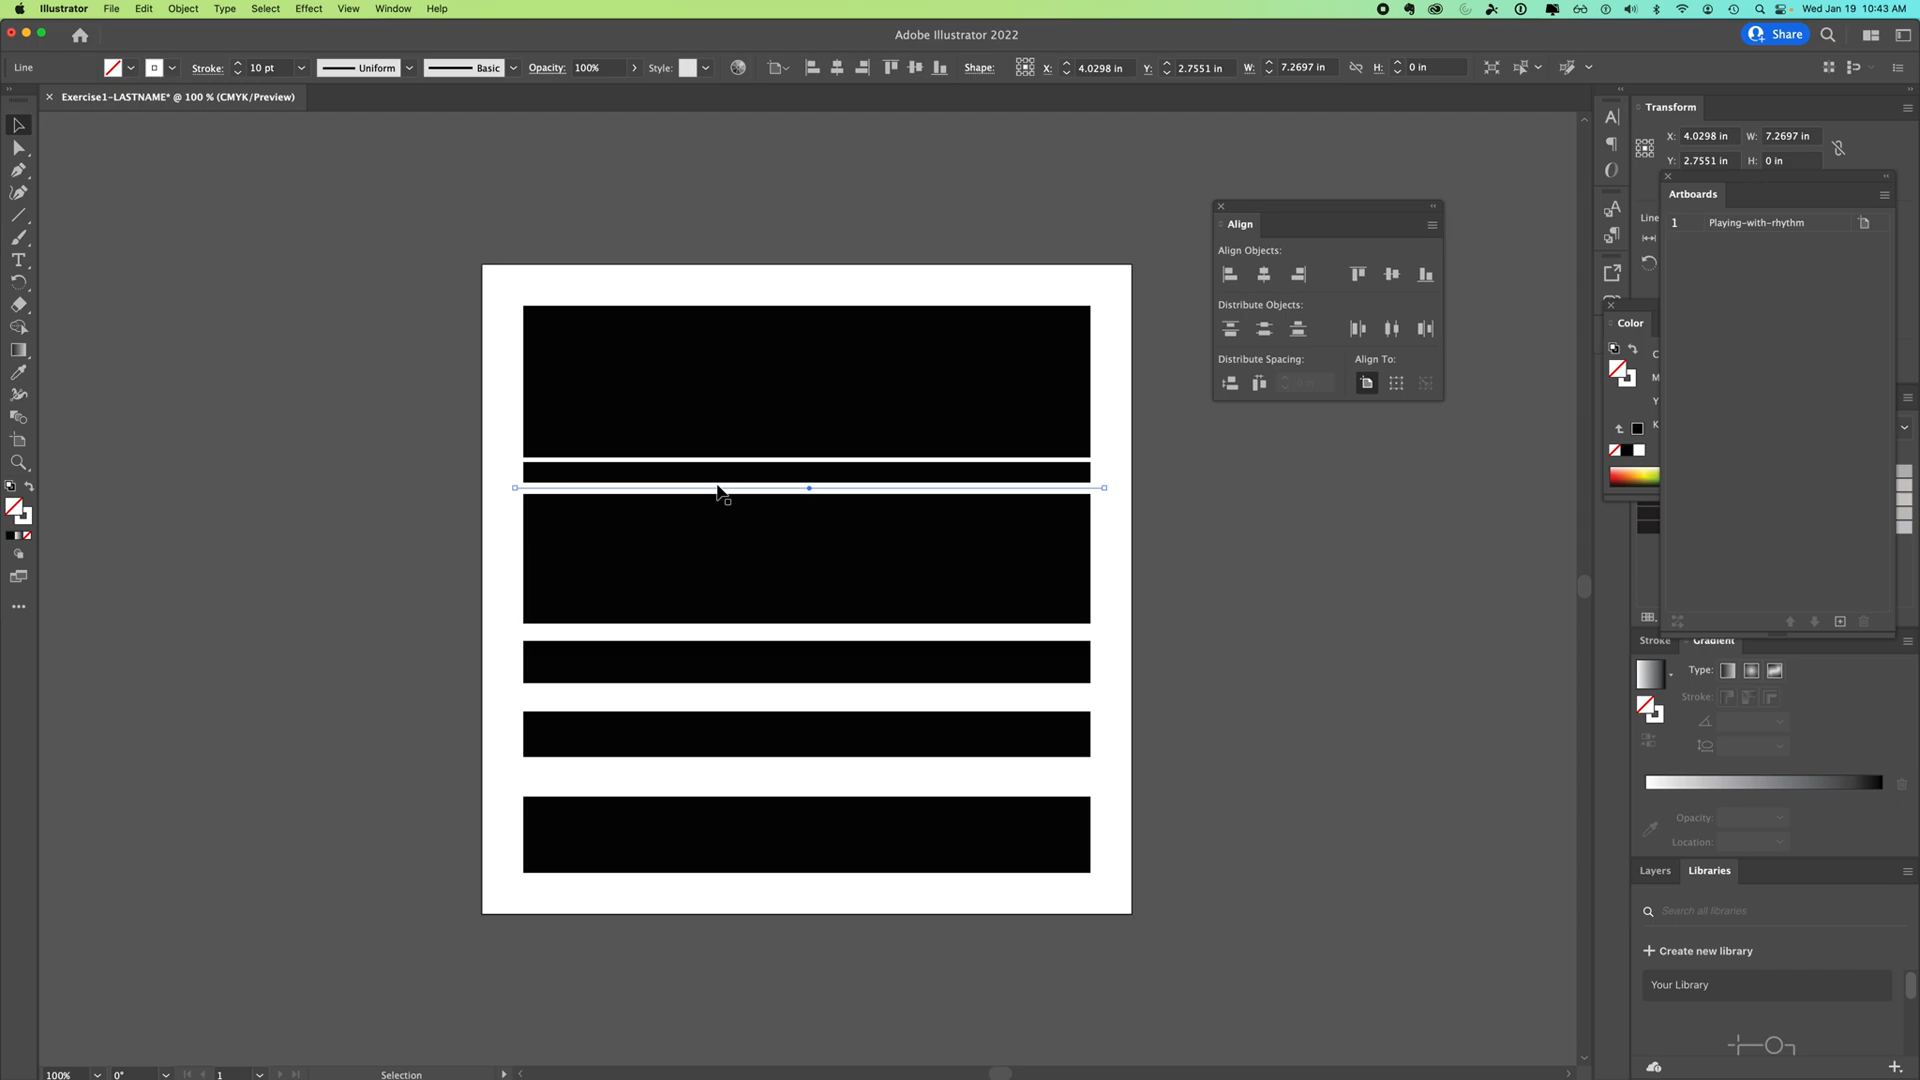 Illustrator File Edit Object Type Select Effect View Window Help
Wed Jan 19 10:43 AM
Adobe Illustrator 2022
Share
Line
Stroke: 10 pt
Uniform
Basic
Opacity: 100%
Style:
Shape:
X: 4.0298 in
Y: 2.7551 in
W: 7.2697 in
H: 0 in
Exercise1-LASTNAME* @ 100 % (CMYK/Preview)
Transform
X: 4.0298 in W: 7.2697 in
Y: 2.7551 in H: 0 in
Artboards
1 Playing-with-rhythm
Line
Align
Align Objects:
Distribute Objects:
Distribute Spacing: Align To:
0 in
Color
C
M
Y
K
Stroke Gradient
Type:
Stroke:
Opacity:
Location:
Layers Libraries
Search all libraries
Create new library
Your Library
100% 0° 1 Selection